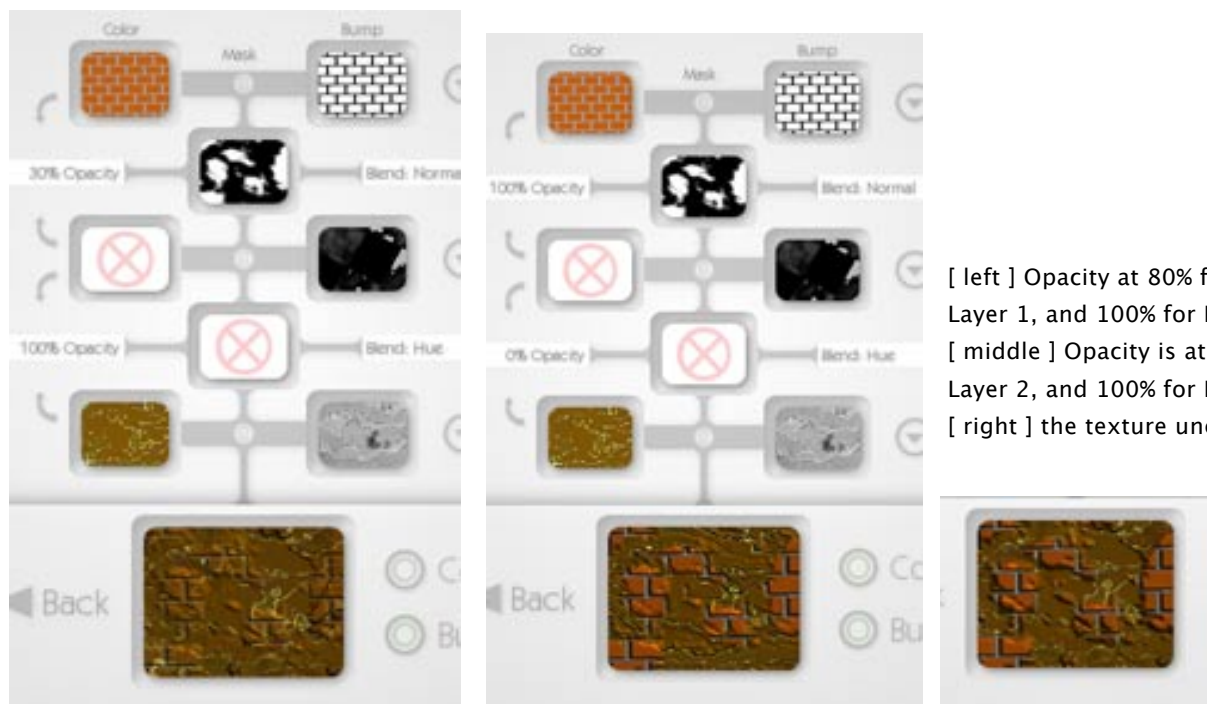 Color
Bump
Mask
30% Opacity
Blend: Norma
100% Opacity
Blend: Hue
Back
C
Bu
Color
Bump
Mask
100% Opacity
Blend: Normal
0% Opacity
Blend: Hue
Back
Co
Bu
[ left ] Opacity at 80% f
Layer 1, and 100% for
[ middle ] Opacity is at
Layer 2, and 100% for
[ right ] the texture un